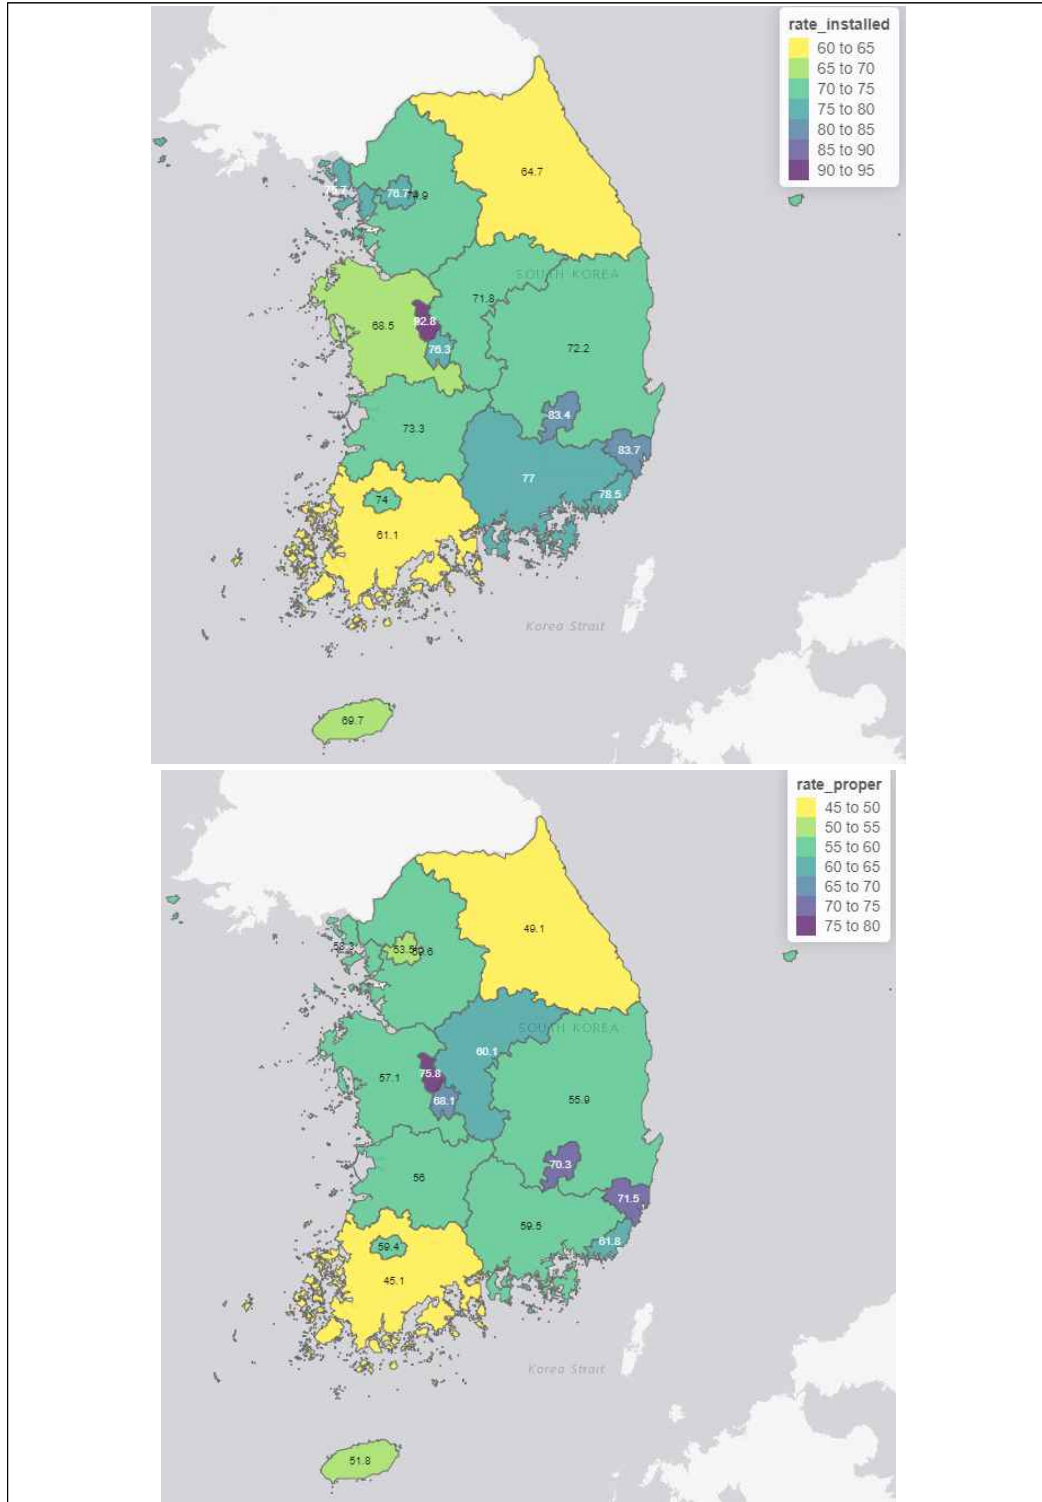 rate_installed
60 to 65
65 to 70
70 to 75
75 to 80
80 to 85
85 to 90
90 to 95
64.7
76.7
SOUTH KOREA
71.8
68.5
92.8
76.3
72.2
83.4
73.3
83.7
77
78.5
74
61.1
Korea Strait
69.7
rate_proper
45 to 50
50 to 55
55 to 60
60 to 65
65 to 70
70 to 75
75 to 80
49.1
53.5
SOUTH KOREA
60.1
75.8
57.1
68.1
55.9
70.3
56
71.5
59.5
61.8
59.4
45.1
Korea Strait
51.8